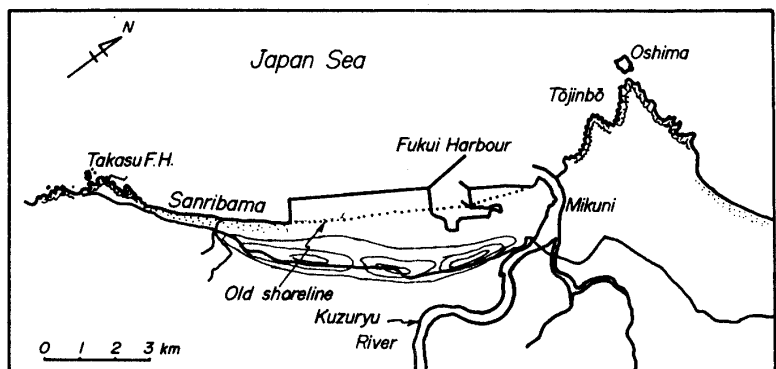 N
Japan Sea
Oshima
Tōjinbō
Fukui Harbour
Takasu F.H.
Sanribama
Mikuni
Old shoreline
Kuzuryu
River
0 1 2 3 km